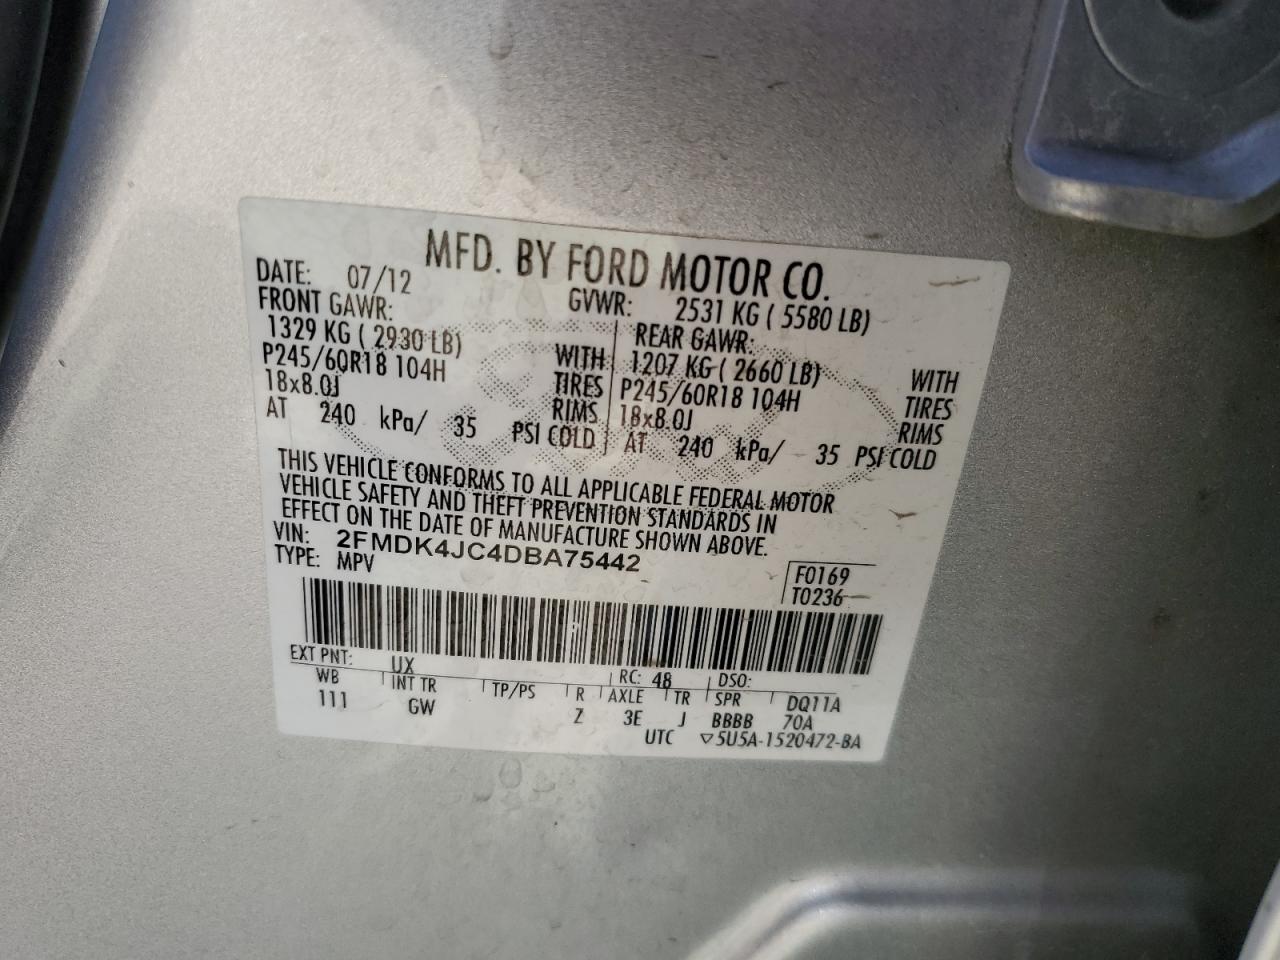 MFD. BY FORD MOTOR CO.
DATE: 07/12 GVWR: 2531 KG ( 5580 LB)
FRONT GAWR: REAR GAWR:
1329 KG ( 2930 LB) WITH 1207 KG ( 2660 LB) WITH
P245/60R18 104H TIRES P245/60R18 104H TIRES
18x8.0J RIMS 18x8.0J RIMS
AT 240 kPa/ 35 PSI COLD AT 240 kPa/ 35 PSI COLD
THIS VEHICLE CONFORMS TO ALL APPLICABLE FEDERAL MOTOR
VEHICLE SAFETY AND THEFT PREVENTION STANDARDS IN
EFFECT ON THE DATE OF MANUFACTURE SHOWN ABOVE.
VIN: 2FMDK4JC4DBA75442
TYPE: MPV F0169
T0236
EXT PNT: UX RC: 48 DSO:
WB INT TR TP/PS R AXLE TR SPR DQ11A
111 GW Z 3E J BBBB 70A
UTC ▽5U5A-1520472-BA